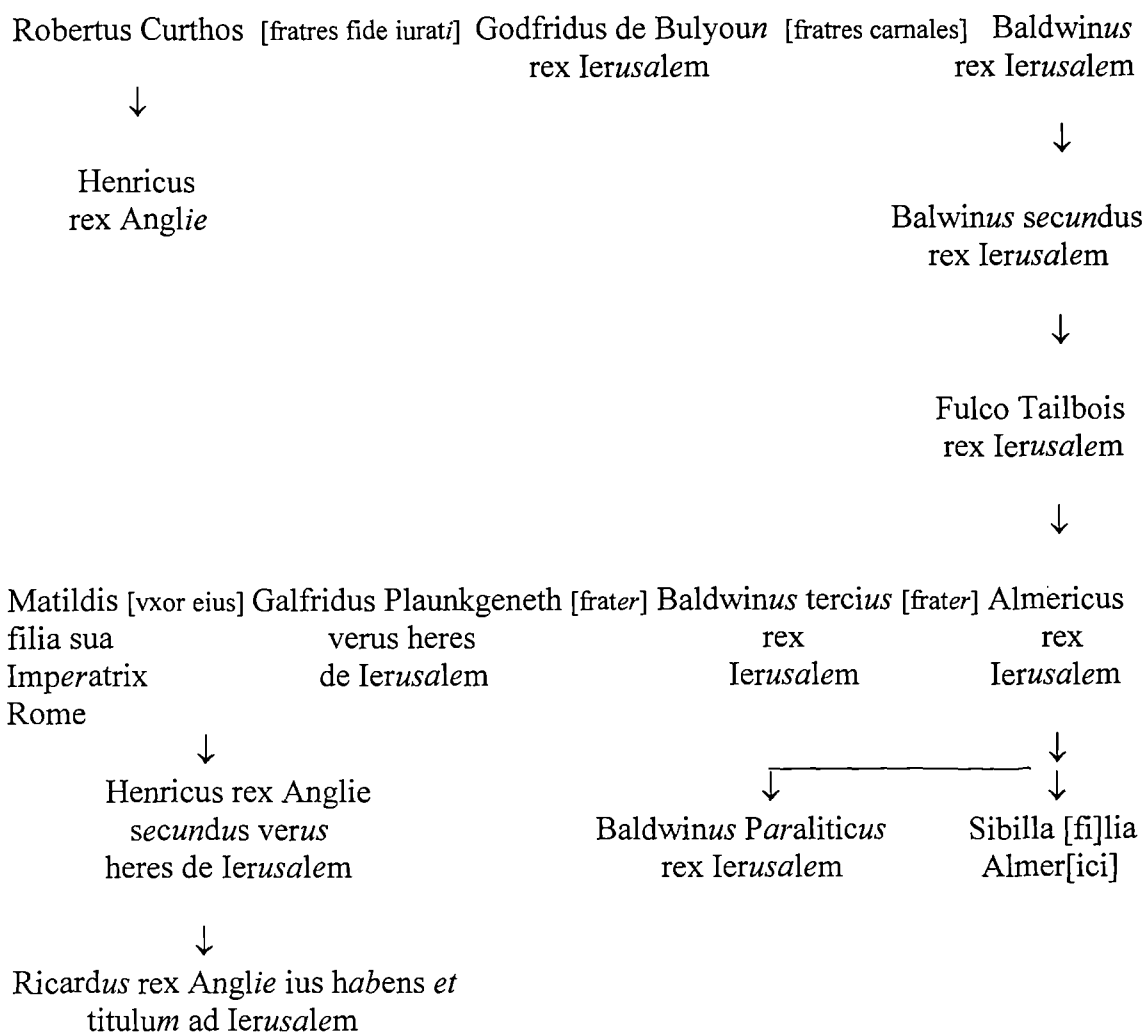 Robertus Curthos [fratres fide iurati] Godfridus de Bulyoun [fratres carnales] Baldwinus
rex Ierusalem rex Ierusalem
↓
↓
Henricus
rex Anglie
Balwinus secundus
rex Ierusalem
↓
Fulco Tailbois
rex Ierusalem
↓
Matildis [vxor eius] Galfridus Plaunkgeneth [frater] Baldwinus tercius [frater] Almericus
filia sua verus heres rex rex
Imperatrix de Ierusalem Ierusalem Ierusalem
Rome
↓ ↓
↓ ↓
Henricus rex Anglie
secundus verus Baldwinus Paraliticus Sibilla [fi]lia
heres de Ierusalem rex Ierusalem Almer[ici]
↓
Ricardus rex Anglie ius habens et
titulum ad Ierusalem